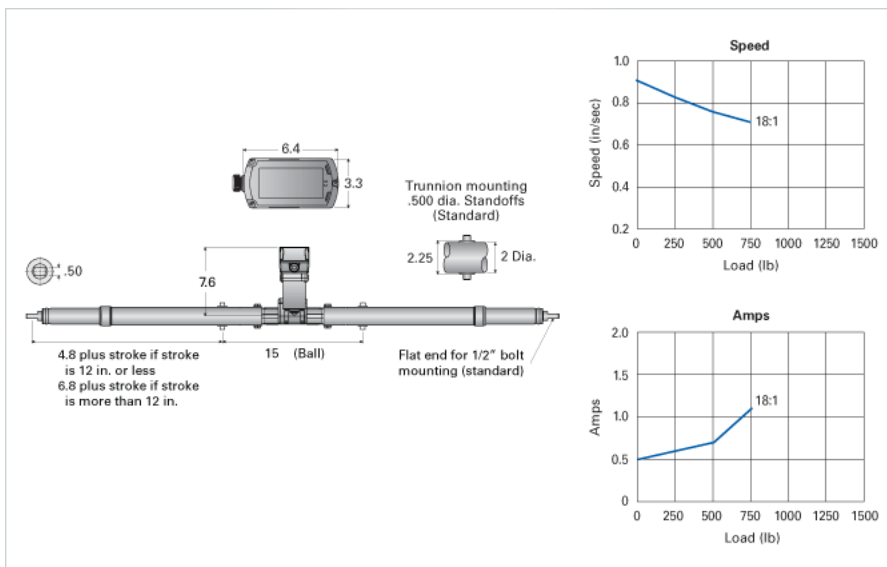 6.4
3.3
Trunnion mounting
.500 dia. Standoffs
(Standard)
2.25
2 Dia.
.50
7.6
4.8 plus stroke if stroke
is 12 in. or less
6.8 plus stroke if stroke
is more than 12 in.
15 (Ball)
Flat end for 1/2" bolt
mounting (standard)
Speed
1.0
0.8
0.6
0.4
0.2
Speed (in/sec)
18:1
0 250 500 750 1000 1250 1500
Load (lb)
Amps
2.0
1.5
1.0
0.5
0
Amps
18:1
0 250 500 750 1000 1250 1500
Load (lb)